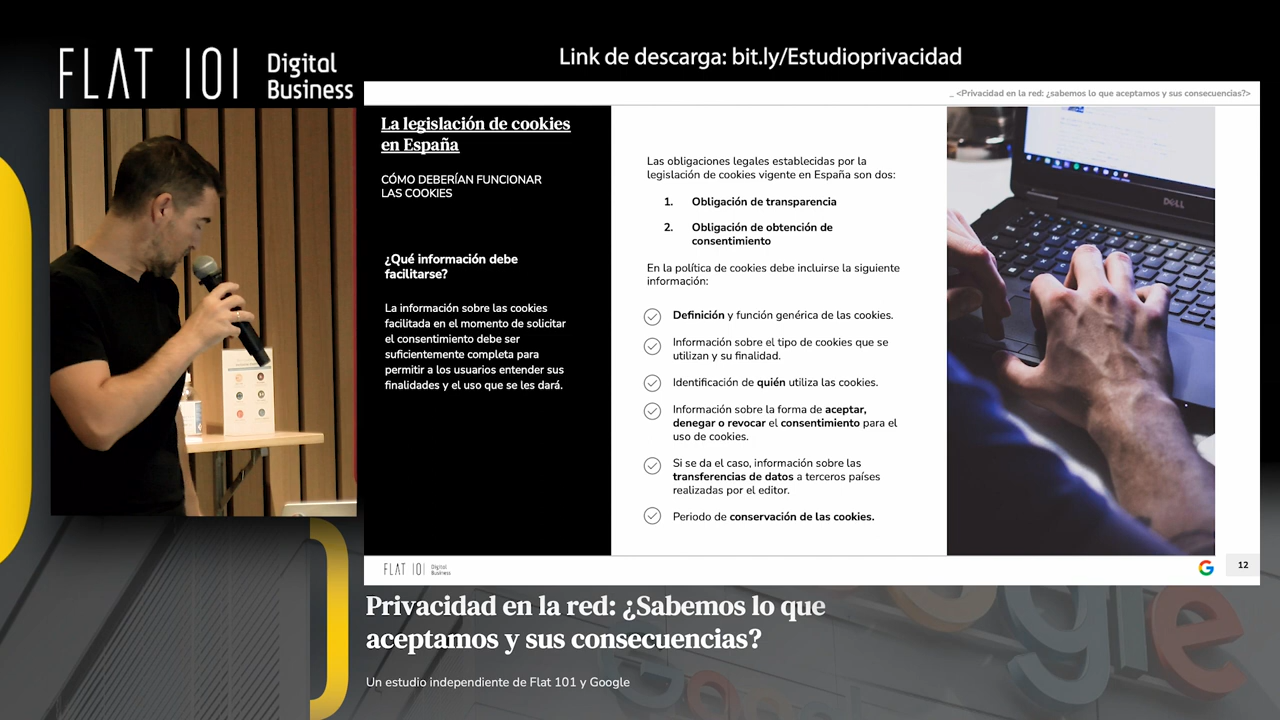 FLAT 101 Digital Business
Link de descarga: bit.ly/Estudioprivacidad
_ <Privacidad en la red: ¿sabemos lo que aceptamos y sus consecuencias?>
La legislación de cookies
en España
CÓMO DEBERÍAN FUNCIONAR
LAS COOKIES
¿Qué información debe
facilitarse?
La información sobre las cookies
facilitada en el momento de solicitar
el consentimiento debe ser
suficientemente completa para
permitir a los usuarios entender sus
finalidades y el uso que se les dará.
Las obligaciones legales establecidas por la
legislación de cookies vigente en España son dos:
1. Obligación de transparencia
2. Obligación de obtención de
consentimiento
En la política de cookies debe incluirse la siguiente
información:
Definición y función genérica de las cookies.
Información sobre el tipo de cookies que se
utilizan y su finalidad.
Identificación de quién utiliza las cookies.
Información sobre la forma de aceptar,
denegar o revocar el consentimiento para el
uso de cookies.
Si se da el caso, información sobre las
transferencias de datos a terceros países
realizadas por el editor.
Periodo de conservación de las cookies.
DELL
FLAT 101 Digital Business
G
12
Privacidad en la red: ¿Sabemos lo que
aceptamos y sus consecuencias?
Un estudio independiente de Flat 101 y Google